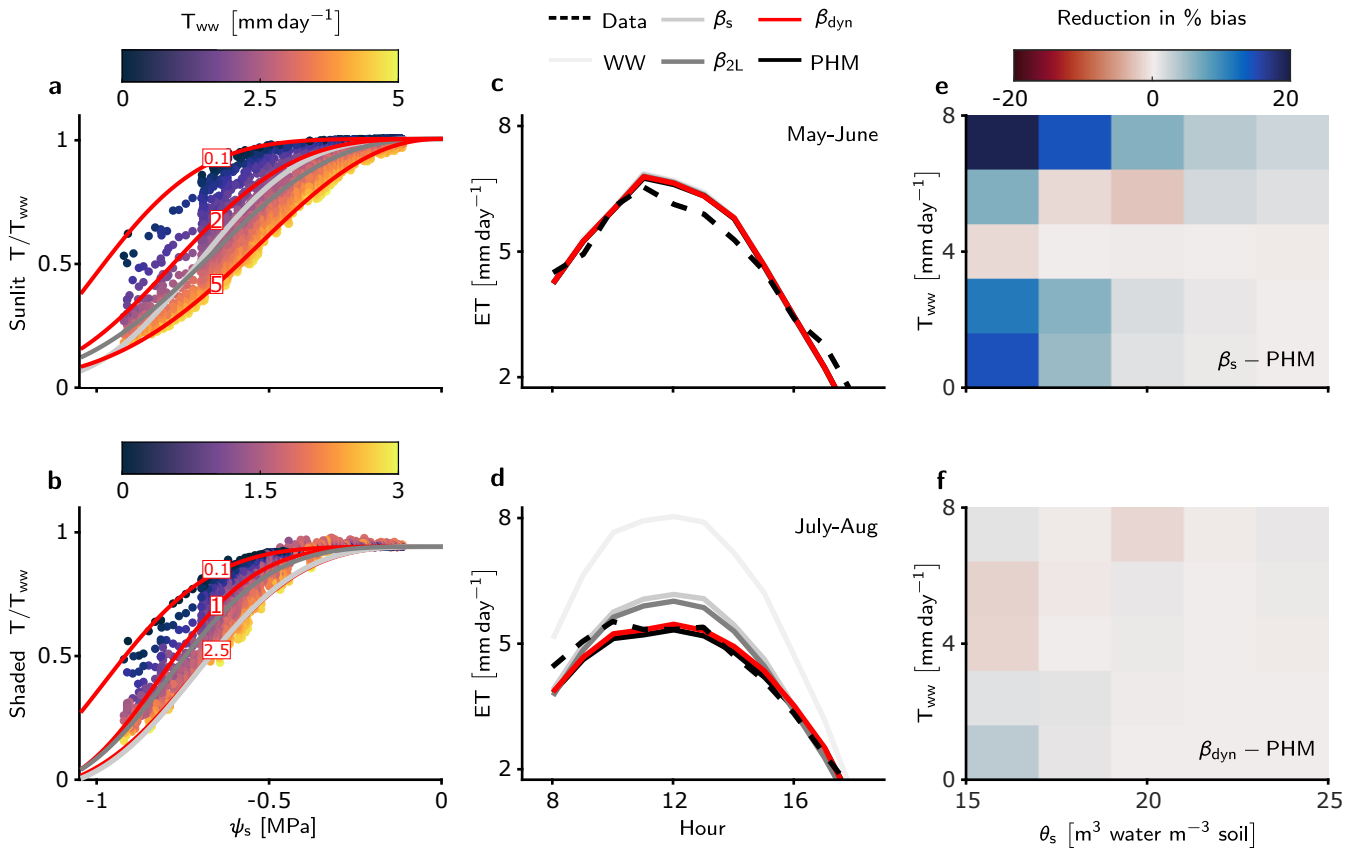 T_ww [mm day⁻¹]
0 2.5 5
a
1
0.5
0
Sunlit T/T_ww
0.1
2
5
0 1.5 3
b
1
0.5
0
Shaded T/T_ww
0.1
1
2.5
-1 -0.5 0
ψ_s [MPa]
Data β_s β_dyn
WW β_2L PHM
c
May-June
8
5
2
ET [mm day⁻¹]
d
July-Aug
8
5
2
ET [mm day⁻¹]
8 12 16
Hour
Reduction in % bias
-20 0 20
e
8
4
0
T_ww [mm day⁻¹]
β_s − PHM
f
8
4
0
T_ww [mm day⁻¹]
β_dyn − PHM
15 20 25
θ_s [m³ water m⁻³ soil]